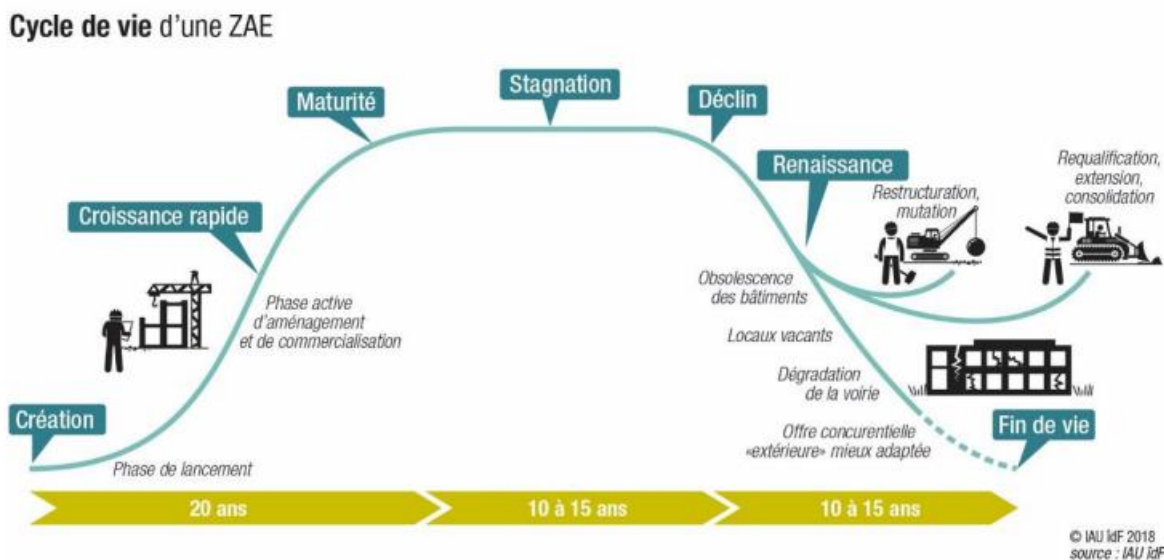 Cycle de vie d'une ZAE
Création
Phase de lancement
Croissance rapide
Phase active
d'aménagement
et de commercialisation
Maturité
Stagnation
Déclin
Renaissance
Restructuration,
mutation
Requalification,
extension,
consolidation
Obsolescence
des bâtiments
Locaux vacants
Dégradation
de la voirie
Offre concurentielle
«extérieure» mieux adaptée
Fin de vie
20 ans
10 à 15 ans
10 à 15 ans
© IAU îdF 2018
source : IAU îdF